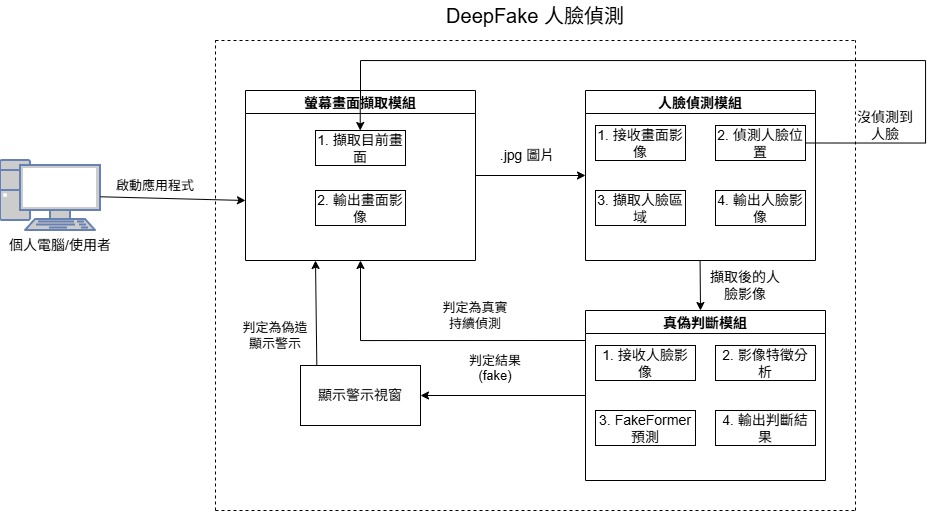 DeepFake 人臉偵測
螢幕畫面擷取模組
1. 擷取目前畫
面
2. 輸出畫面影
像
啟動應用程式
個人電腦/使用者
.jpg 圖片
人臉偵測模組
1. 接收畫面影
像
2. 偵測人臉位
置
3. 擷取人臉區
域
4. 輸出人臉影
像
沒偵測到
人臉
擷取後的人
臉影像
真偽判斷模組
1. 接收人臉影
像
2. 影像特徵分
析
3. FakeFormer
預測
4. 輸出判斷結
果
判定為真實
持續偵測
判定結果
(fake)
顯示警示視窗
判定為偽造
顯示警示